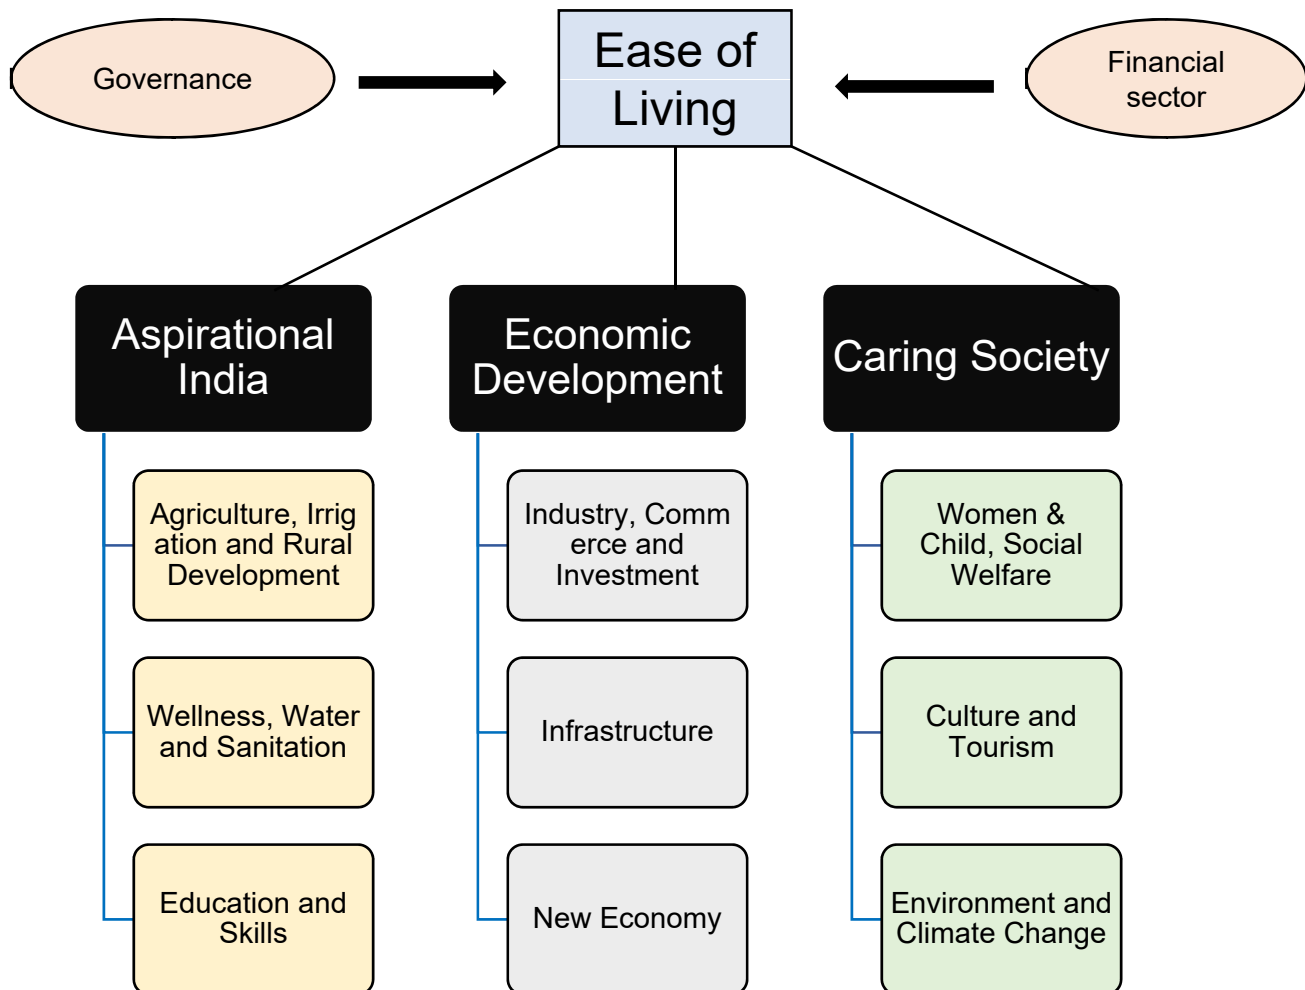 Governance
Ease of
Living
Financial
sector
Aspirational
India
Economic
Development
Caring Society
Agriculture, Irrig
ation and Rural
Development
Industry, Comm
erce and
Investment
Women &
Child, Social
Welfare
Wellness, Water
and Sanitation
Infrastructure
Culture and
Tourism
Education and
Skills
New Economy
Environment and
Climate Change